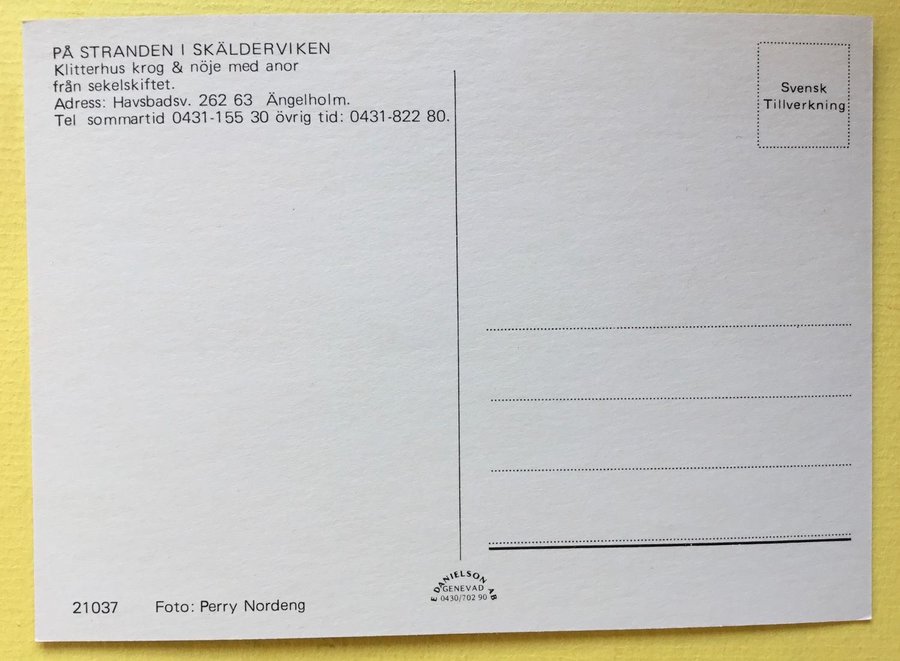 PÅ STRANDEN I SKÄLDERVIKEN
Klitterhus krog & nöje med anor
från sekelskiftet.
Adress: Havsbadsv. 262 63 Ängelholm.
Tel sommartid 0431-155 30 övrig tid: 0431-822 80.
Svensk
Tillverkning
E DANIELSON AB
GENEVAD
0430/702 90
21037 Foto: Perry Nordeng